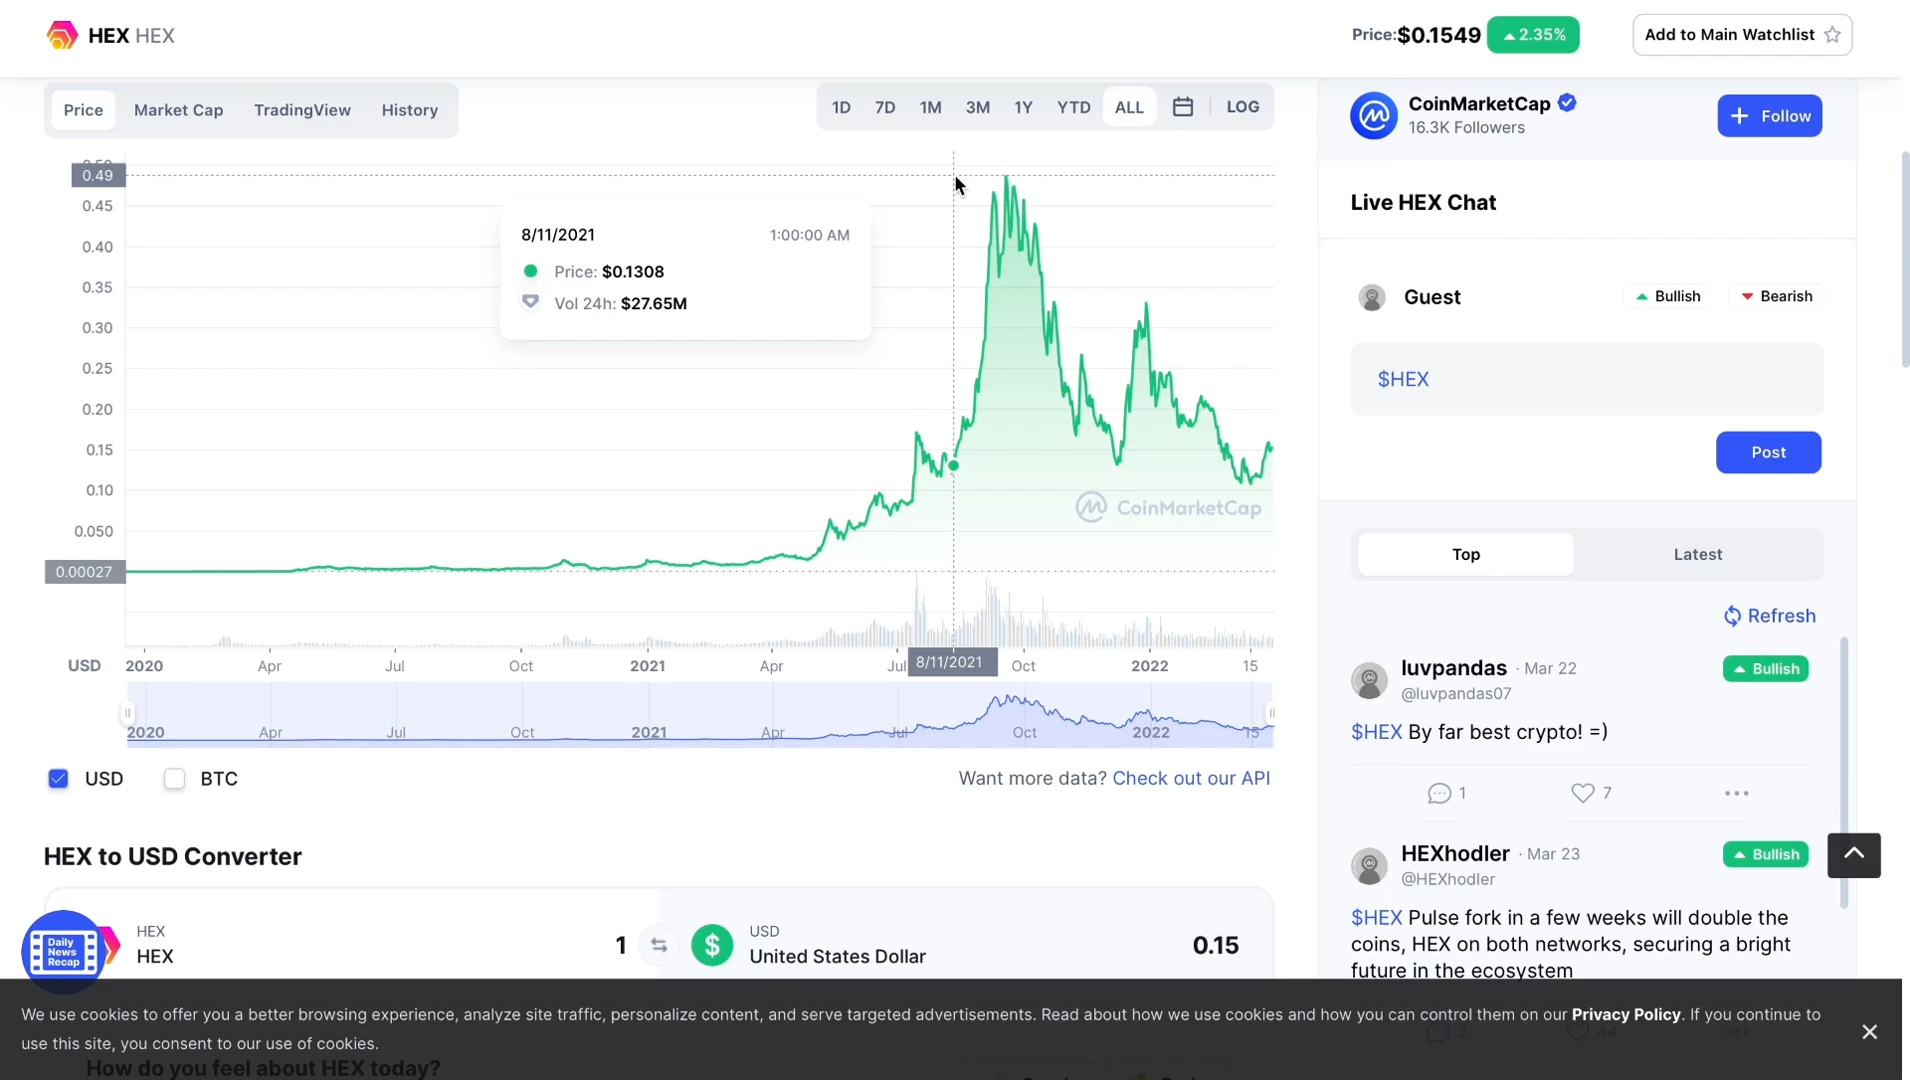 HEX HEX
Price:$0.1549
2.35%
Add to Main Watchlist
Price
Market Cap
TradingView
History
1D
7D
1M
3M
1Y
YTD
ALL
LOG
CoinMarketCap
16.3K Followers
Follow
0.49
0.45
0.40
0.35
0.30
0.25
0.20
0.15
0.10
0.050
0.00027
8/11/2021
1:00:00 AM
Price: $0.1308
Vol 24h: $27.65M
CoinMarketCap
USD
2020
Apr
Jul
Oct
2021
Apr
Jul
8/11/2021
Oct
2022
15
2020
Apr
Jul
Oct
2021
Apr
Jul
Oct
2022
15
USD
BTC
Want more data? Check out our API
HEX to USD Converter
HEX
HEX
1
USD
United States Dollar
0.15
Daily
News
Recap
Live HEX Chat
Guest
Bullish
Bearish
$HEX
Post
Top
Latest
Refresh
luvpandas · Mar 22
@luvpandas07
Bullish
$HEX By far best crypto! =)
1
7
HEXhodler · Mar 23
@HEXhodler
Bullish
$HEX Pulse fork in a few weeks will double the
coins, HEX on both networks, securing a bright
future in the ecosystem
2
44
We use cookies to offer you a better browsing experience, analyze site traffic, personalize content, and serve targeted advertisements. Read about how we use cookies and how you can control them on our Privacy Policy. If you continue to
use this site, you consent to our use of cookies.
How do you feel about HEX today?